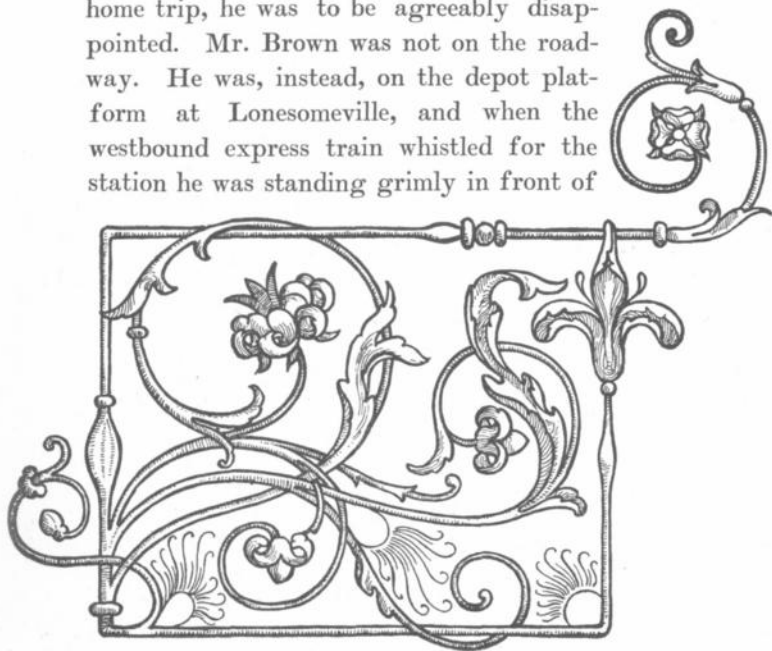 home trip, he was to be agreeably disap-
pointed. Mr. Brown was not on the road-
way. He was, instead, on the depot plat-
form at Lonesomeville, and when the
westbound express train whistled for the
station he was standing grimly in front of